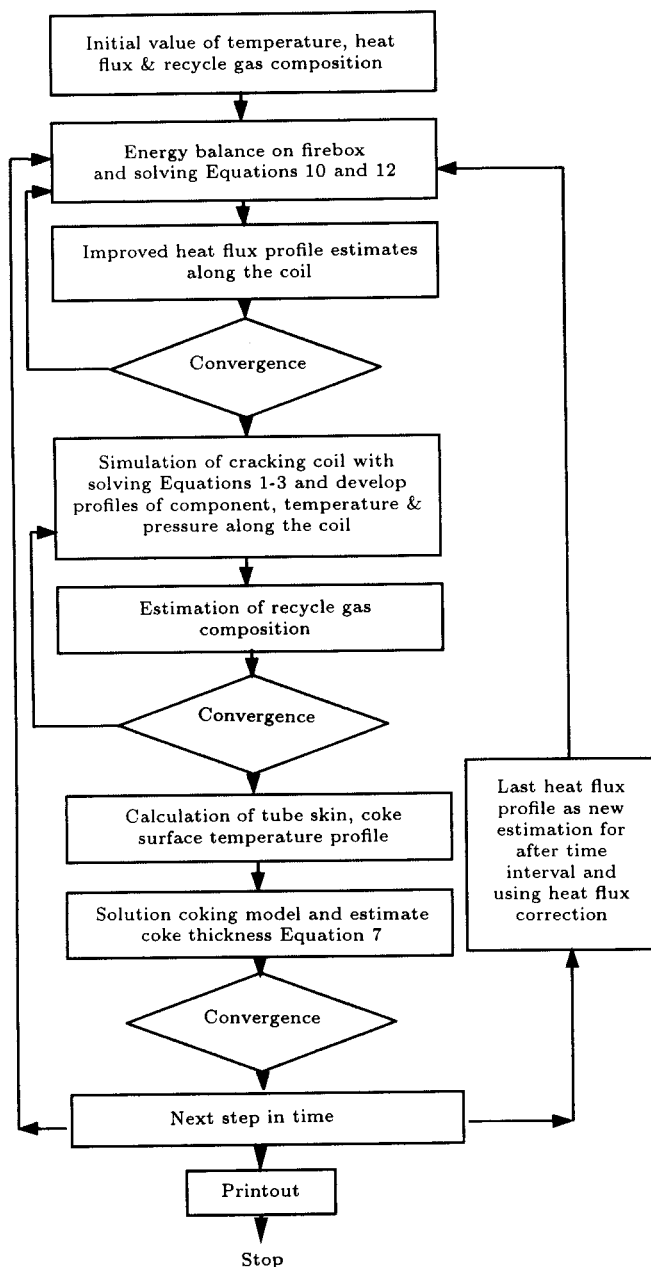 Initial value of temperature, heat
flux & recycle gas composition
Energy balance on firebox
and solving Equations 10 and 12
Improved heat flux profile estimates
along the coil
Convergence
Simulation of cracking coil with
solving Equations 1-3 and develop
profiles of component, temperature &
pressure along the coil
Estimation of recycle gas
composition
Convergence
Calculation of tube skin, coke
surface temperature profile
Last heat flux
profile as new
estimation for
after time
interval and
using heat flux
correction
Solution coking model and estimate
coke thickness Equation 7
Convergence
Next step in time
Printout
Stop